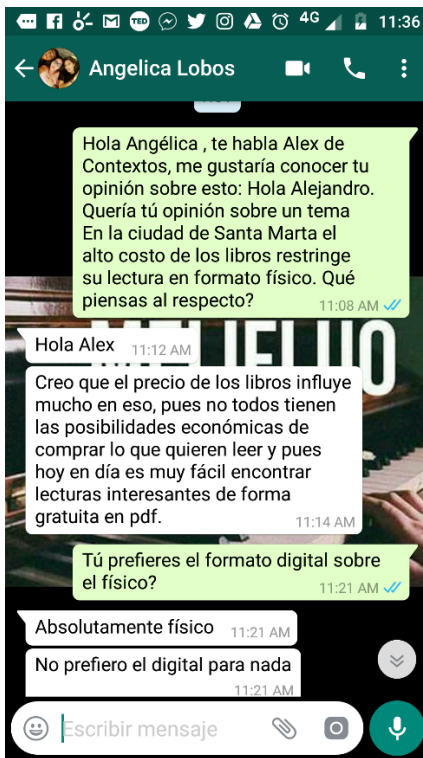 TED
4G
11:36
Angelica Lobos
Hola Angélica , te habla Alex de
Contextos, me gustaría conocer tu
opinión sobre esto: Hola Alejandro.
Quería tú opinión sobre un tema
En la ciudad de Santa Marta el
alto costo de los libros restringe
su lectura en formato físico. Qué
piensas al respecto?
11:08 AM
Hola Alex
11:12 AM
Creo que el precio de los libros influye
mucho en eso, pues no todos tienen
las posibilidades económicas de
comprar lo que quieren leer y pues
hoy en día es muy fácil encontrar
lecturas interesantes de forma
gratuita en pdf.
11:14 AM
Tú prefieres el formato digital sobre
el físico?
11:21 AM
Absolutamente físico
11:21 AM
No prefiero el digital para nada
11:21 AM
Escribir mensaje